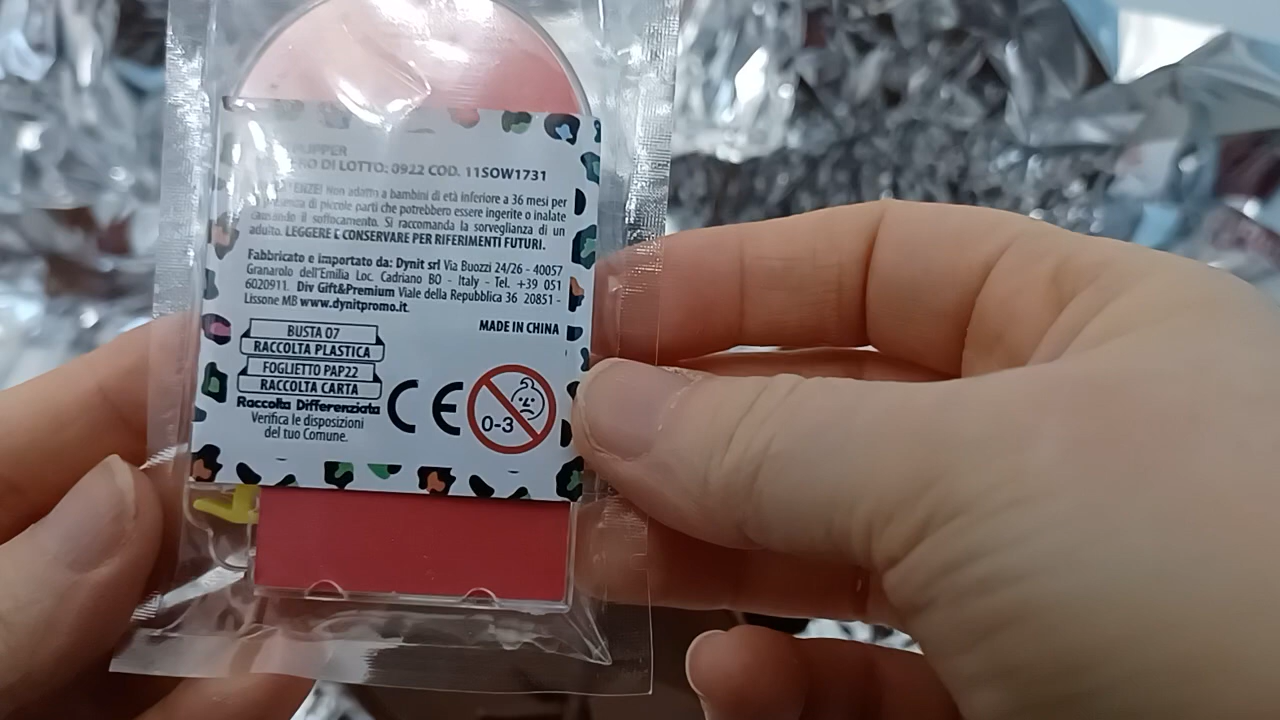 FLIPPER
DI LOTTO: 0922 COD. 11SOW1731
Non adatto a bambini di età inferiore a 36 mesi per
di piccole parti che potrebbero essere ingerite o inalate
causando il soffocamento. Si raccomanda la sorveglianza di un
adulto. LEGGERE E CONSERVARE PER RIFERIMENTI FUTURI.
Fabbricato e importato da: Dynit srl Via Buozzi 24/26 - 40057
Granarolo dell'Emilia Loc. Cadriano BO - Italy - Tel. +39 051
6020911. Div Gift&Premium Viale della Repubblica 36 20851 -
Lissone MB www.dynitpromo.it.
MADE IN CHINA
BUSTA 07
RACCOLTA PLASTICA
FOGLIETTO PAP22
RACCOLTA CARTA
Raccolta Differenziata
Verifica le disposizioni
del tuo Comune.
CE
0-3